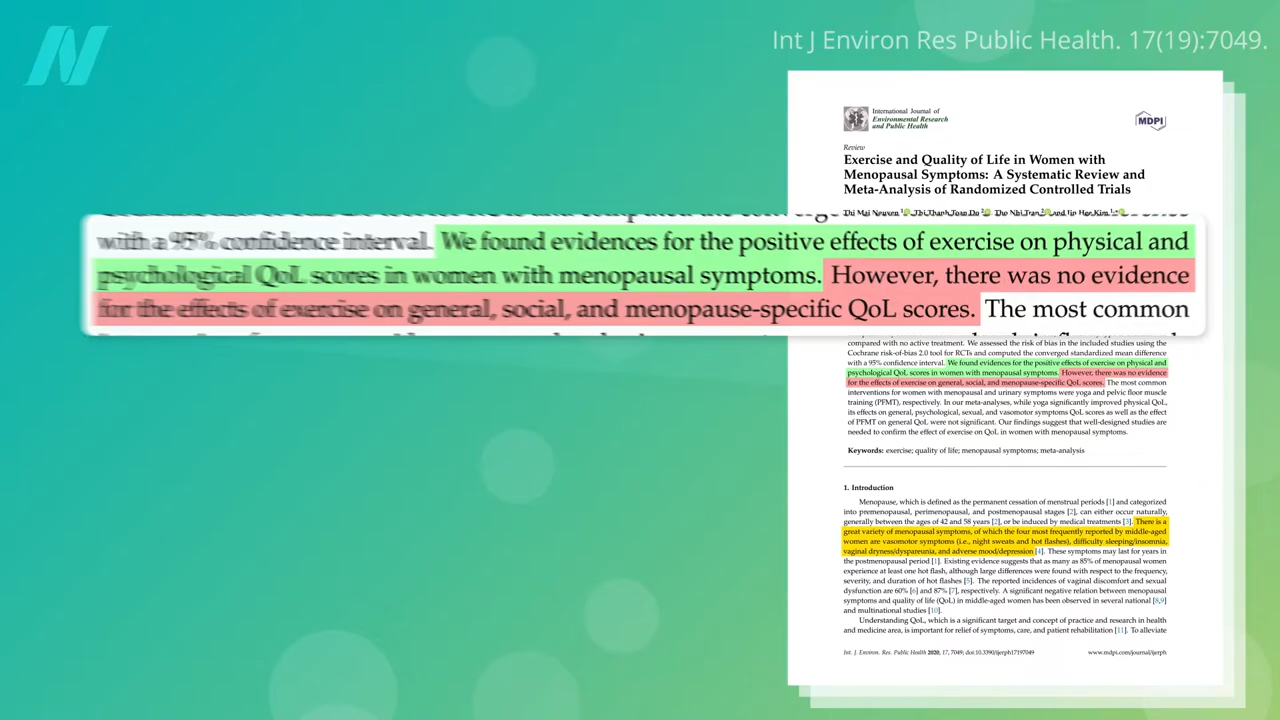 Int J Environ Res Public Health. 17(19):7049.
International Journal of
Environmental Research
and Public Health
MDPI
Review
Exercise and Quality of Life in Women with
Menopausal Symptoms: A Systematic Review and
Meta-Analysis of Randomized Controlled Trials
Thi Mai Nguyen 1, Thi Thanh Toan Do 2, Tho Nhi Tran 2 and Jin Hee Kim 1,*
with a 95% confidence interval. We found evidences for the positive effects of exercise on physical and
psychological QoL scores in women with menopausal symptoms. However, there was no evidence
for the effects of exercise on general, social, and menopause-specific QoL scores. The most common
compared with no active treatment. We assessed the risk of bias in the included studies using the
Cochrane risk-of-bias 2.0 tool for RCTs and computed the converged standardized mean difference
with a 95% confidence interval. We found evidences for the positive effects of exercise on physical and
psychological QoL scores in women with menopausal symptoms. However, there was no evidence
for the effects of exercise on general, social, and menopause-specific QoL scores. The most common
interventions for women with menopausal and urinary symptoms were yoga and pelvic floor muscle
training (PFMT), respectively. In our meta-analyses, while yoga significantly improved physical QoL,
its effects on general, psychological, sexual, and vasomotor symptoms QoL scores as well as the effect
of PFMT on general QoL were not significant. Our findings suggest that well-designed studies are
needed to confirm the effect of exercise on QoL in women with menopausal symptoms.
Keywords: exercise; quality of life; menopausal symptoms; meta-analysis
1. Introduction
Menopause, which is defined as the permanent cessation of menstrual periods [1] and categorized
into premenopausal, perimenopausal, and postmenopausal stages [2], can either occur naturally,
generally between the ages of 42 and 58 years [2], or be induced by medical treatments [3]. There is a
great variety of menopausal symptoms, of which the four most frequently reported by middle-aged
women are vasomotor symptoms (i.e., night sweats and hot flashes), difficulty sleeping/insomnia,
vaginal dryness/dyspareunia, and adverse mood/depression [4]. These symptoms may last for years in
the postmenopausal period [1]. Existing evidence suggests that as many as 85% of menopausal women
experience at least one hot flash, although large differences were found with respect to the frequency,
severity, and duration of hot flashes [5]. The reported incidences of vaginal discomfort and sexual
dysfunction are 60% [6] and 87% [7], respectively. A significant negative relation between menopausal
symptoms and quality of life (QoL) in middle-aged women has been observed in several national [8,9]
and multinational studies [10].
Understanding QoL, which is a significant target and concept of practice and research in health
and medicine area, is important for relief of symptoms, care, and patient rehabilitation [11]. To alleviate
Int. J. Environ. Res. Public Health 2020, 17, 7049; doi:10.3390/ijerph17197049
www.mdpi.com/journal/ijerph